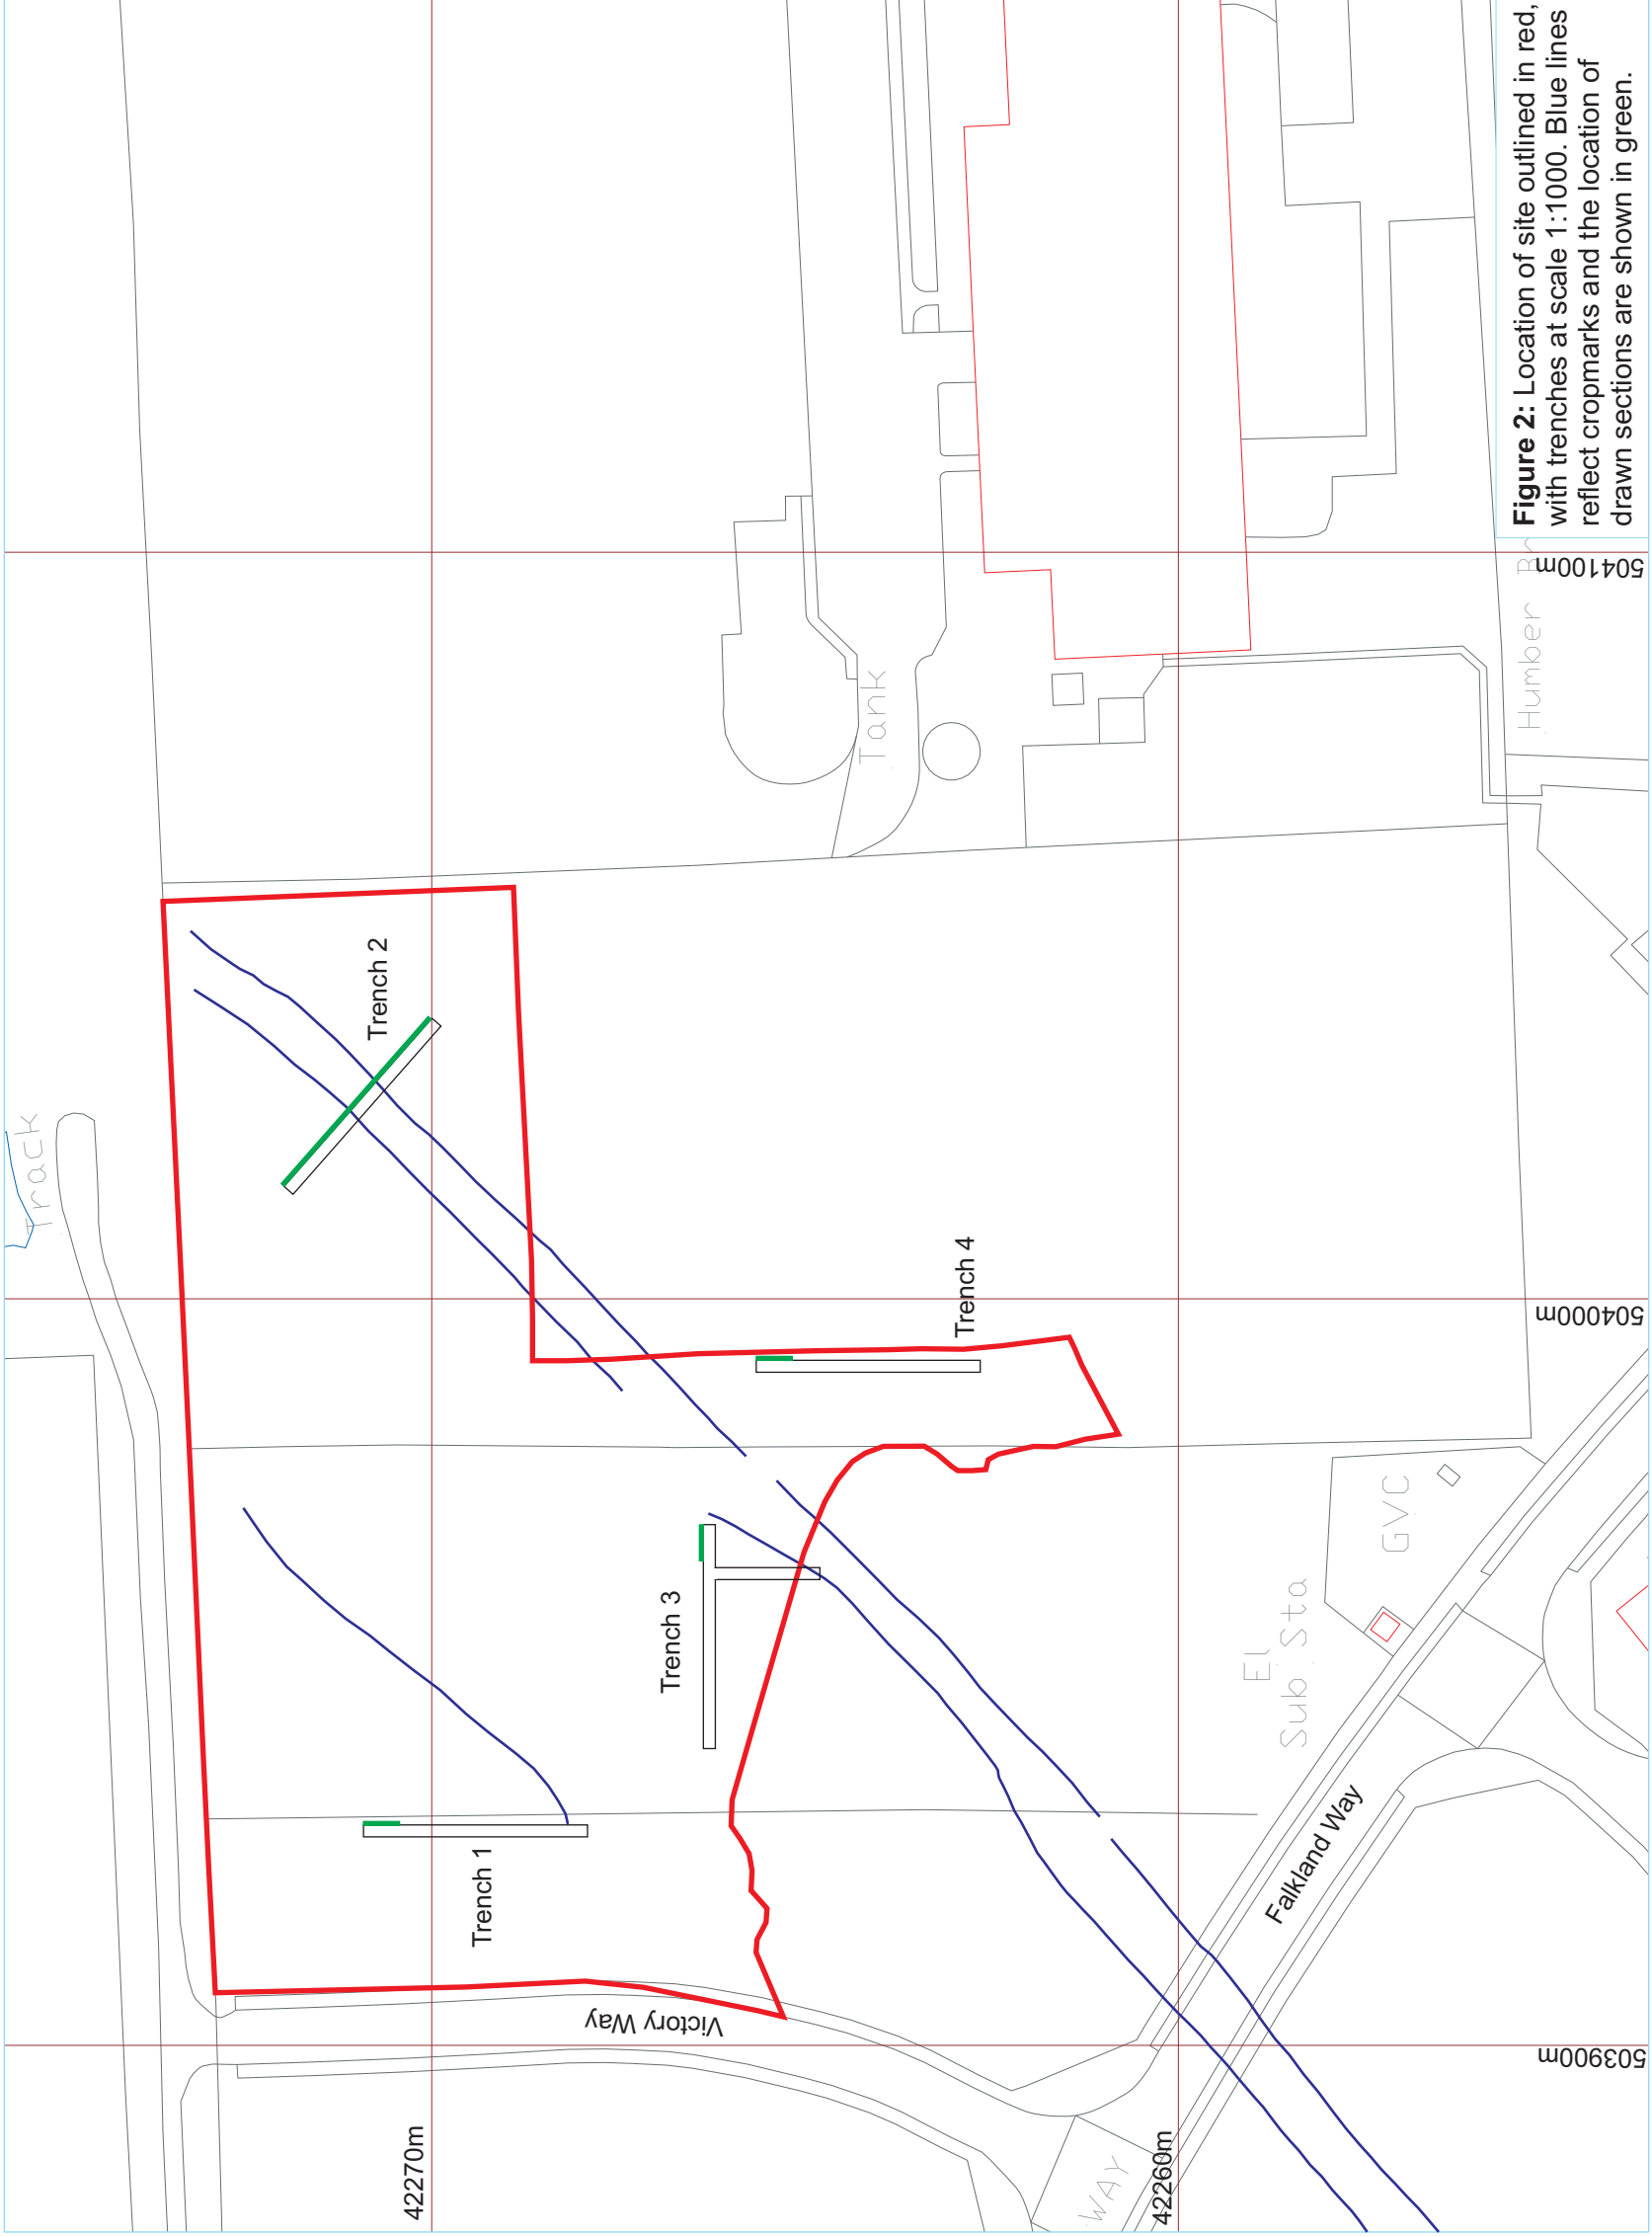 Track
Trench 2
Tank
Trench 4
Trench 3
Trench 1
GVC
El
Sub Sta
Falkland Way
Victory Way
WAY
Humber Br
42270m
42260m
504100m
504000m
503900m
Figure 2: Location of site outlined in red,
with trenches at scale 1:1000. Blue lines
reflect cropmarks and the location of
drawn sections are shown in green.